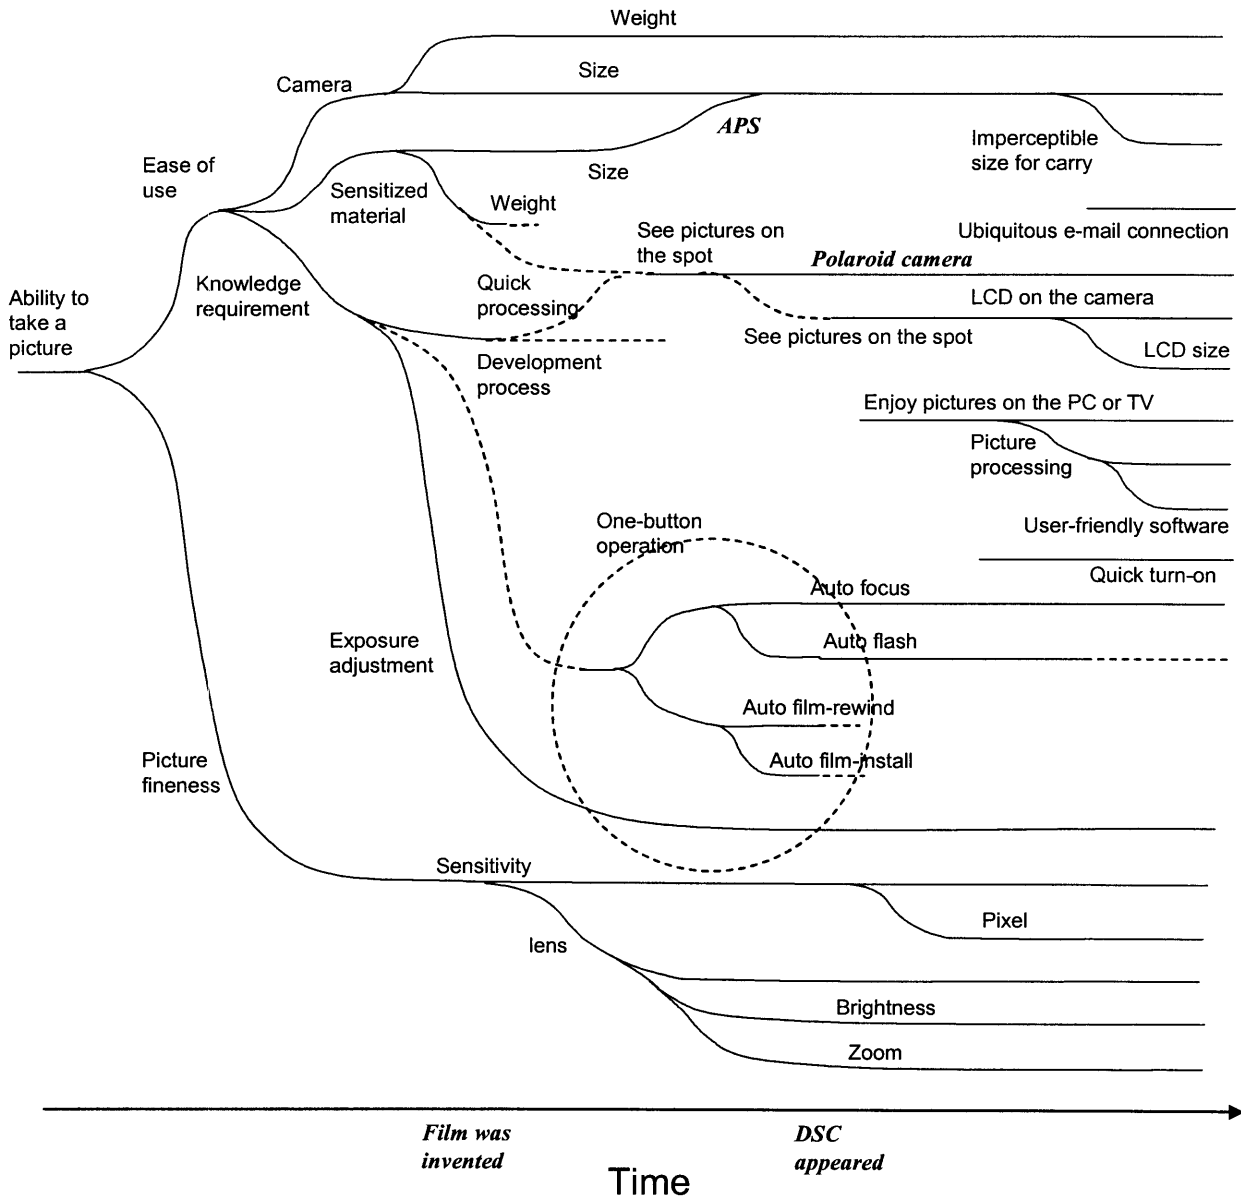 Weight
Size
Camera
APS
Imperceptible
size for carry
Ease of
use
Size
Sensitized
material
Weight
See pictures on
the spot
Ubiquitous e-mail connection
Polaroid camera
Knowledge
requirement
Quick
processing
Ability to
take a
picture
LCD on the camera
See pictures on the spot
LCD size
Development
process
Enjoy pictures on the PC or TV
Picture
processing
One-button
operation
User-friendly software
Quick turn-on
Auto focus
Exposure
adjustment
Auto flash
Auto film-rewind
Picture
fineness
Auto film-install
Sensitivity
Pixel
lens
Brightness
Zoom
Film was
invented
DSC
appeared
Time